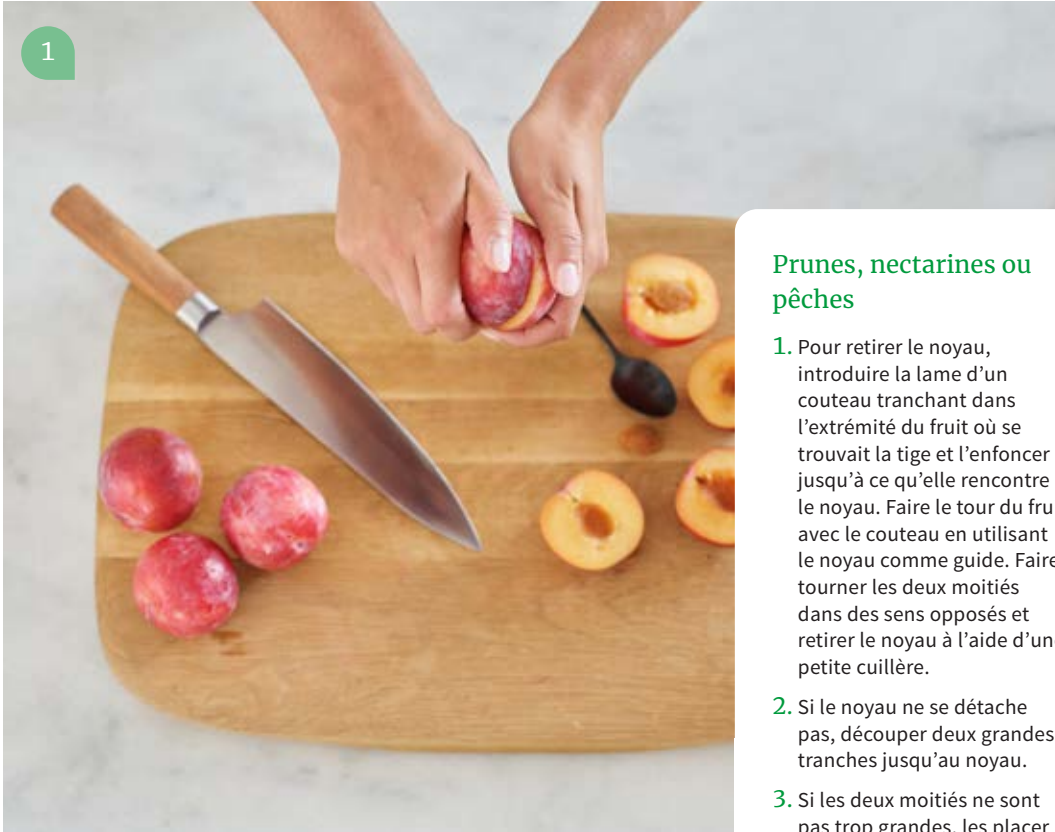 1
Prunes, nectarines ou
pêches
1. Pour retirer le noyau,
introduire la lame d’un
couteau tranchant dans
l’extrémité du fruit où se
trouvait la tige et l’enfoncer
jusqu’à ce qu’elle rencontre
le noyau. Faire le tour du
avec le couteau en utilisant
le noyau comme guide. Faire
tourner les deux moitiés
dans des sens opposés et
retirer le noyau à l’aide
petite cuillère.
2. Si le noyau ne se détache
pas, découper deux grandes
tranches jusqu’au noyau.
3. Si les deux moitiés ne sont
pas trop grandes, les placer